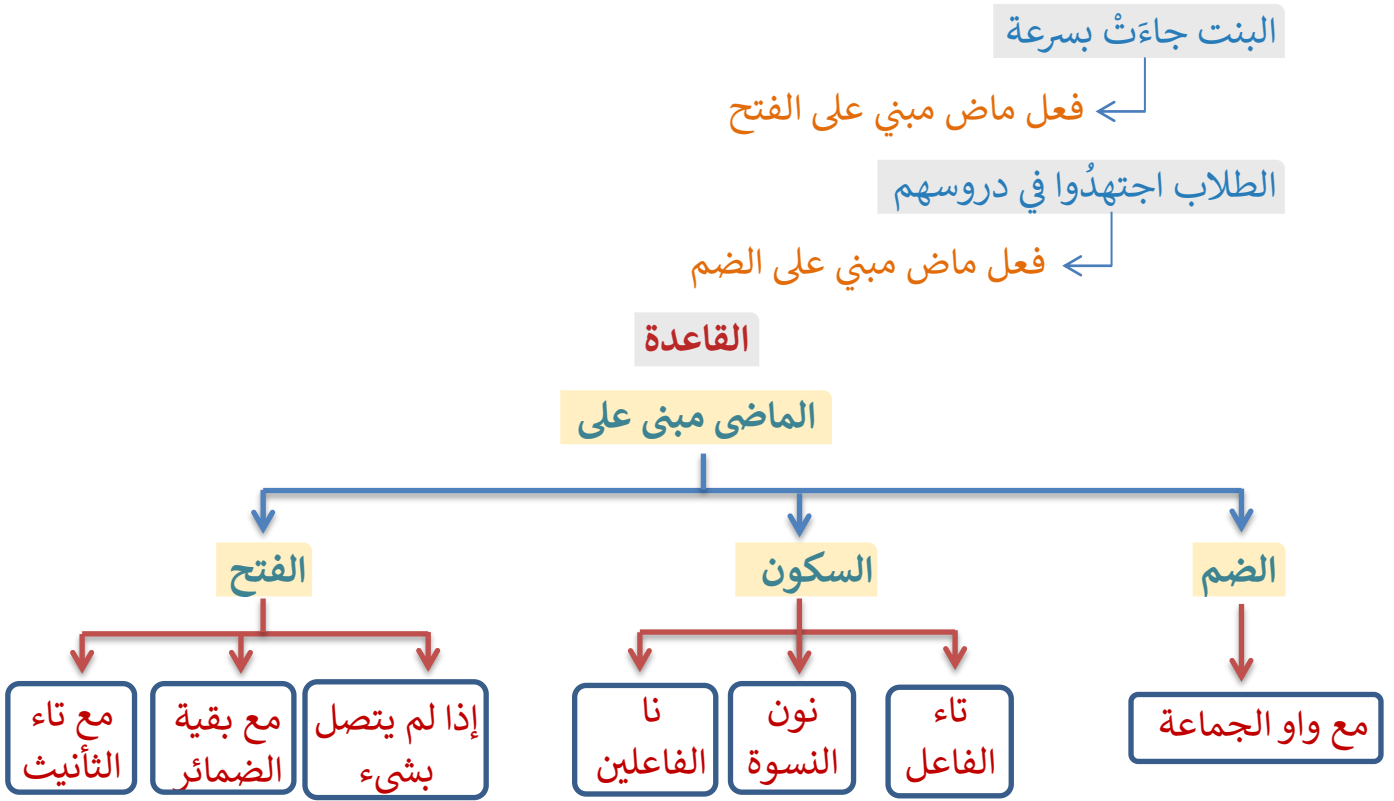 البنت جاءَتْ بسرعة
فعل ماض مبني على الفتح
الطلاب اجتهدُوا في دروسهم
فعل ماض مبني على الضم
القاعدة
الماضى مبنى على
الضم
السكون
الفتح
مع واو الجماعة
تاء
الفاعل
نون
النسوة
نا
الفاعلين
إذا لم يتصل
بشىء
مع بقية
الضمائر
مع تاء
الثأنيث